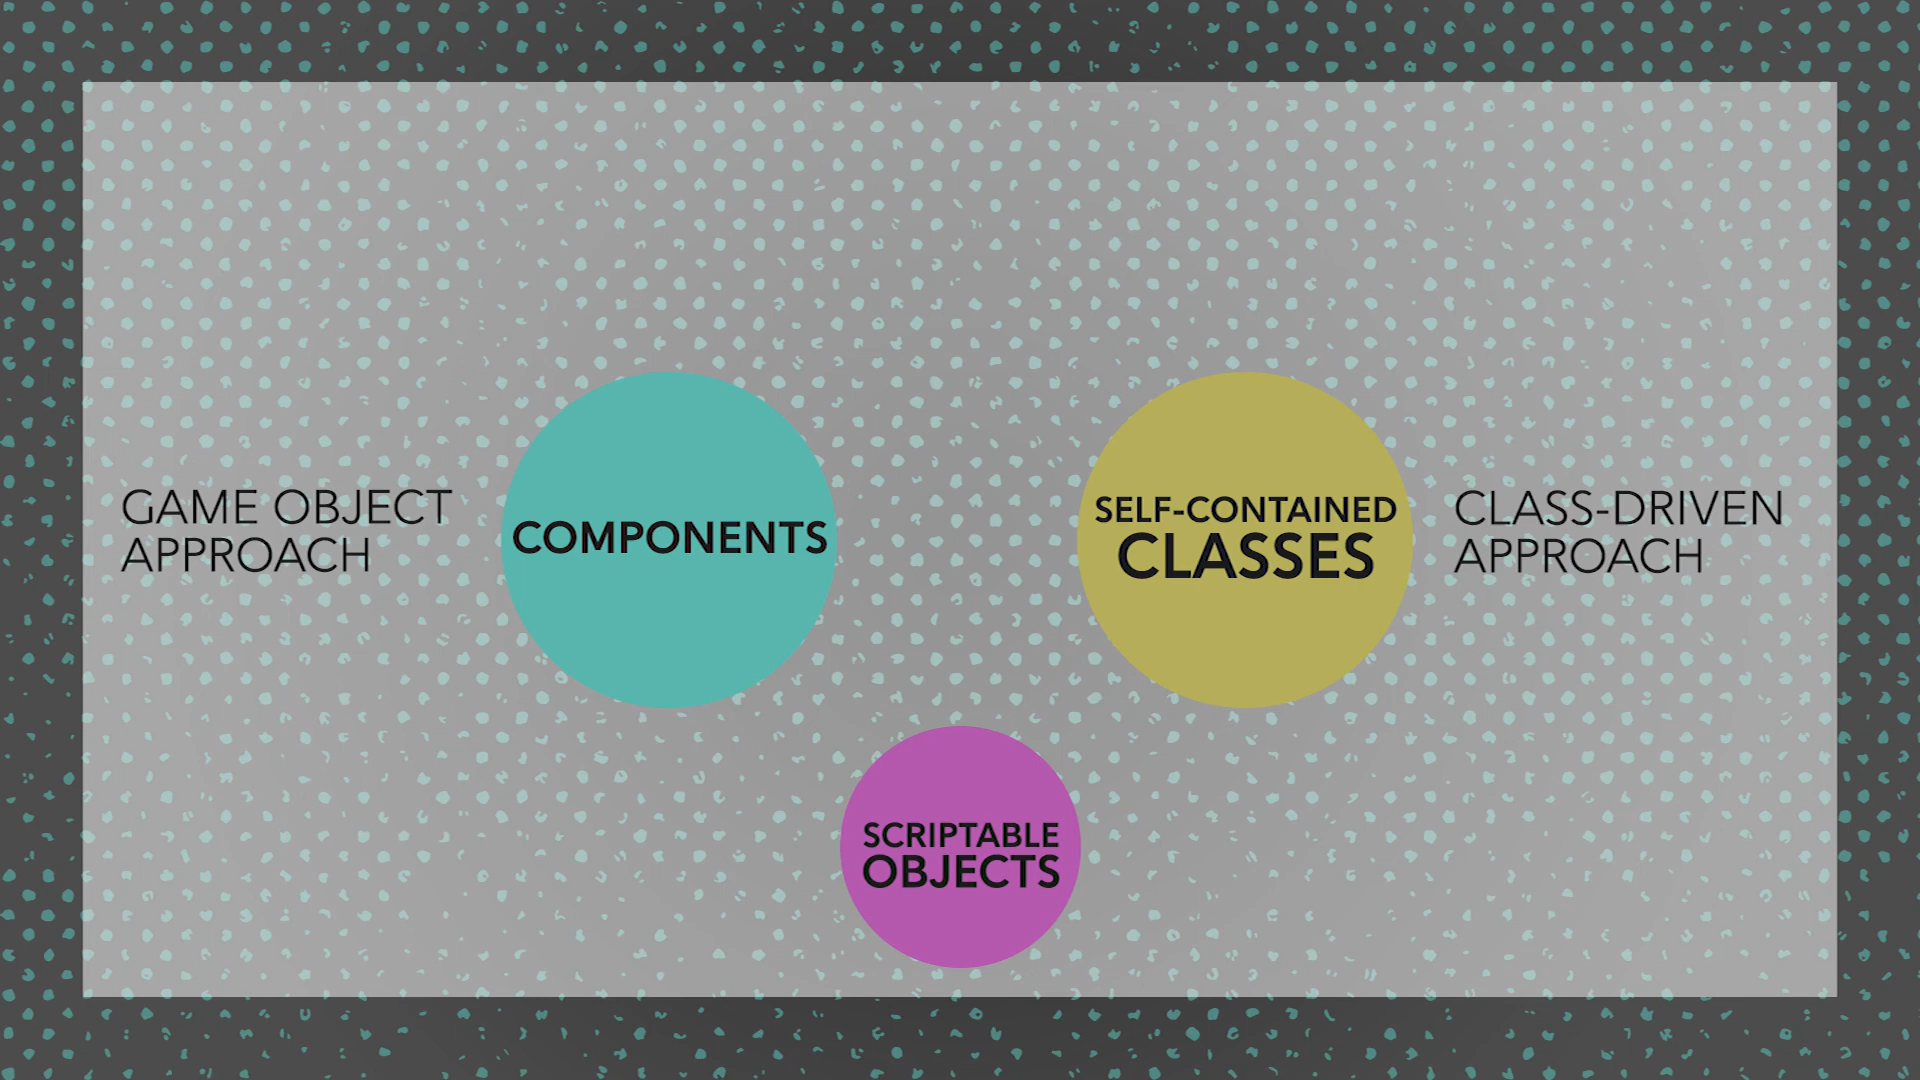 GAME OBJECT
APPROACH
COMPONENTS
SELF-CONTAINED
CLASSES
CLASS-DRIVEN
APPROACH
SCRIPTABLE
OBJECTS